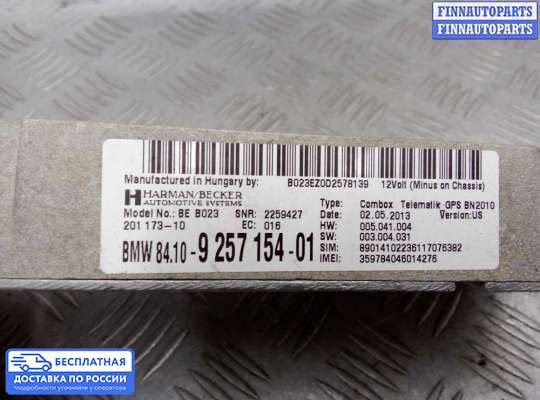 FINNAUTOPARTS
FINNAUTOPARTS
Manufactured in Hungary by: B023EZ0D2578139 12Volt (Minus on Chassis)
HARMAN/BECKER
AUTOMOTIVE SYSTEMS
Type: Combox Telematik GPS BN2010
Date: 02.05.2013 Version:US
Model No.: BE B023 SNR: 2259427
HW: 005.041.004
201 173-10 EC: 016
SW: 003.004.031
BMW 84.10-9 257 154-01
SIM: 89014102236117076382
IMEI: 359784046014276
БЕСПЛАТНАЯ
ДОСТАВКА ПО РОССИИ
Подробности уточняйте у оператора